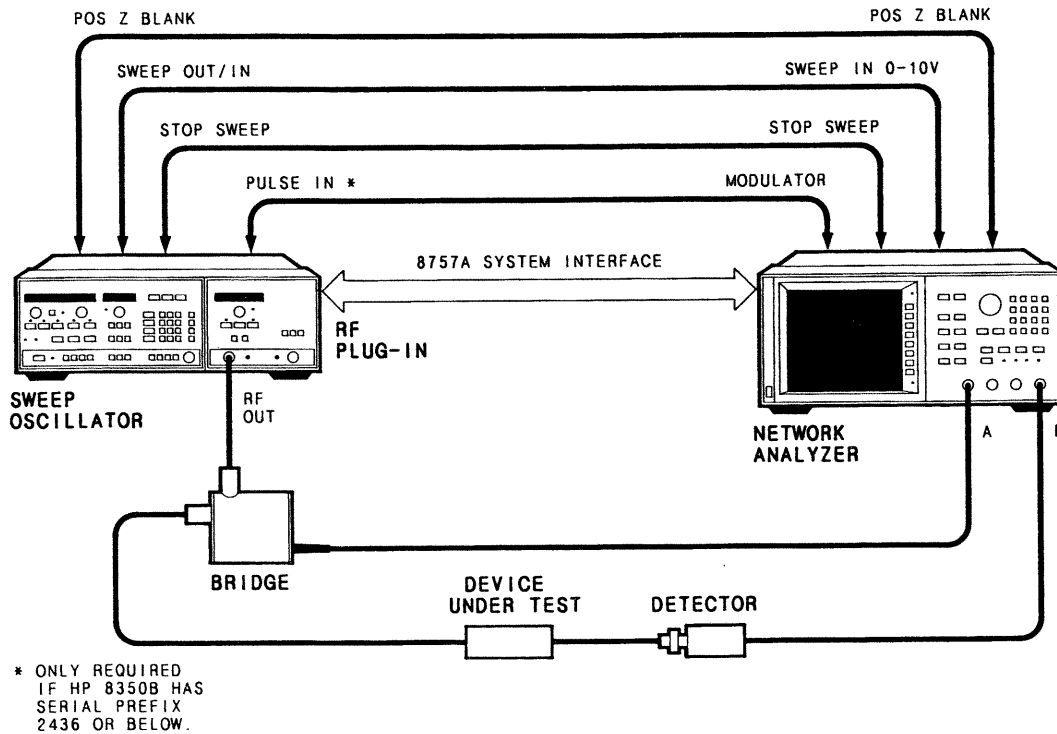 POS Z BLANK
POS Z BLANK
SWEEP OUT/IN
SWEEP IN 0-10V
STOP SWEEP
STOP SWEEP
PULSE IN *
MODULATOR
8757A SYSTEM INTERFACE
RF
PLUG-IN
SWEEP
OSCILLATOR
RF
OUT
NETWORK
ANALYZER
A
BRIDGE
DEVICE
UNDER TEST
DETECTOR
* ONLY REQUIRED
IF HP 8350B HAS
SERIAL PREFIX
2436 OR BELOW.